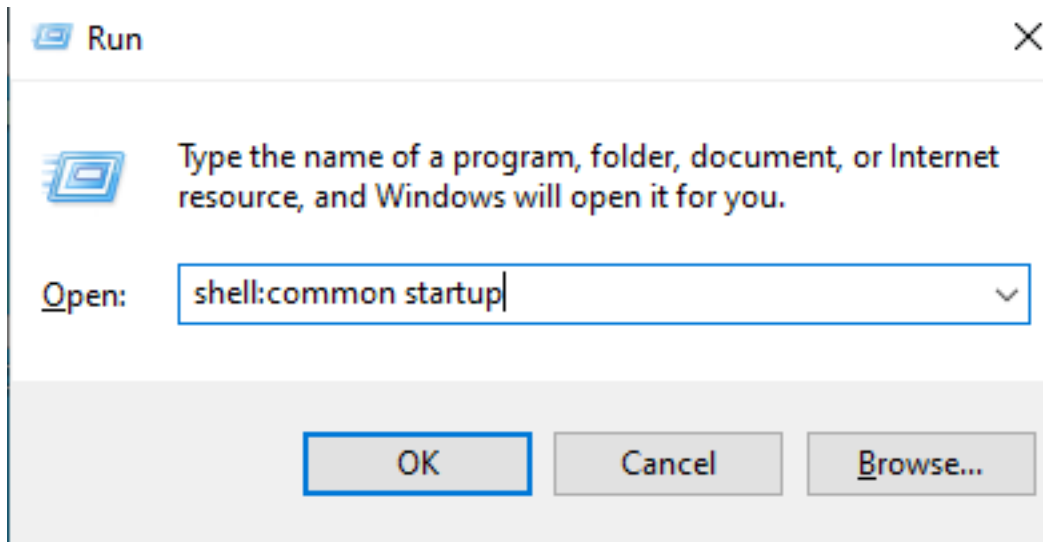 Run
Type the name of a program, folder, document, or Internet
resource, and Windows will open it for you.
Open: shell:common startup
OK Cancel Browse...